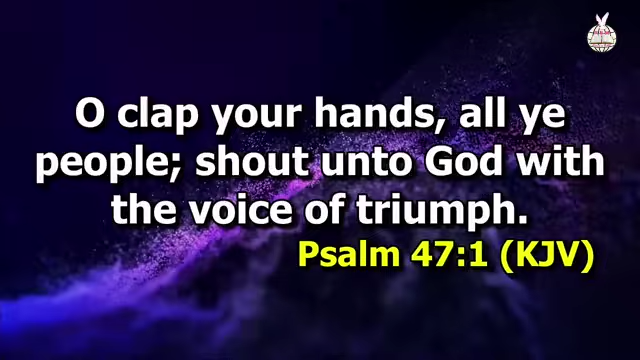 O clap your hands, all ye
people; shout unto God with
the voice of triumph.
Psalm 47:1 (KJV)